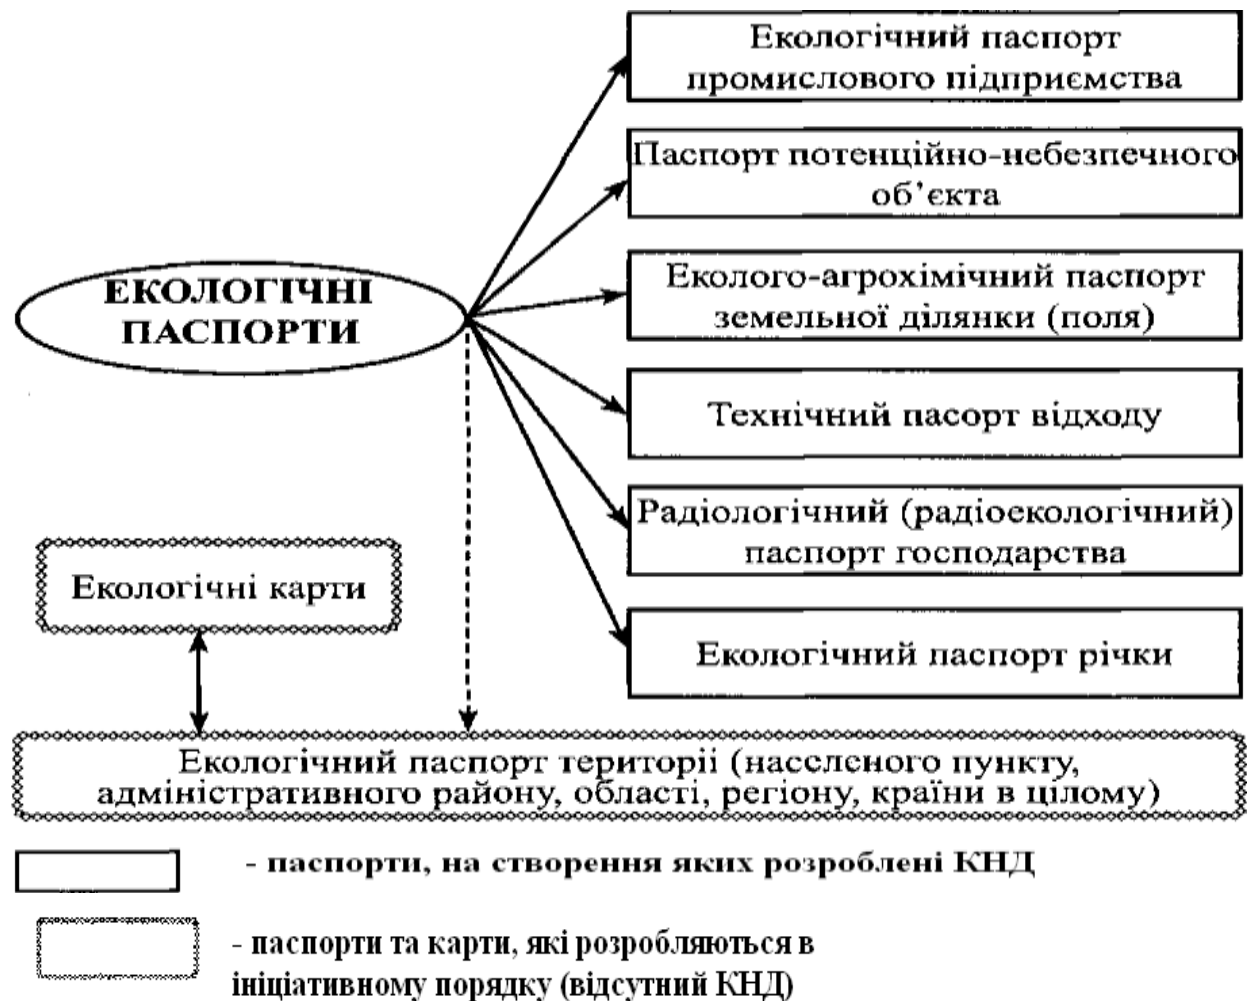 Екологічний паспорт
промислового підприємства
Паспорт потенційно-небезпечного
об’єкта
ЕКОЛОГІЧНІ
ПАСПОРТИ
Еколого-агрохімічний паспорт
земельної ділянки (поля)
Технічний пасорт відходу
Радіологічний (радіоекологічний)
паспорт господарства
Екологічні карти
Екологічний паспорт річки
Екологічний паспорт території (населеного пункту,
адміністративного району, області, регіону, країни в цілому)
- паспорти, на створення яких розроблені КНД
- паспорти та карти, які розробляються в
ініціативному порядку (відсутний КНД)